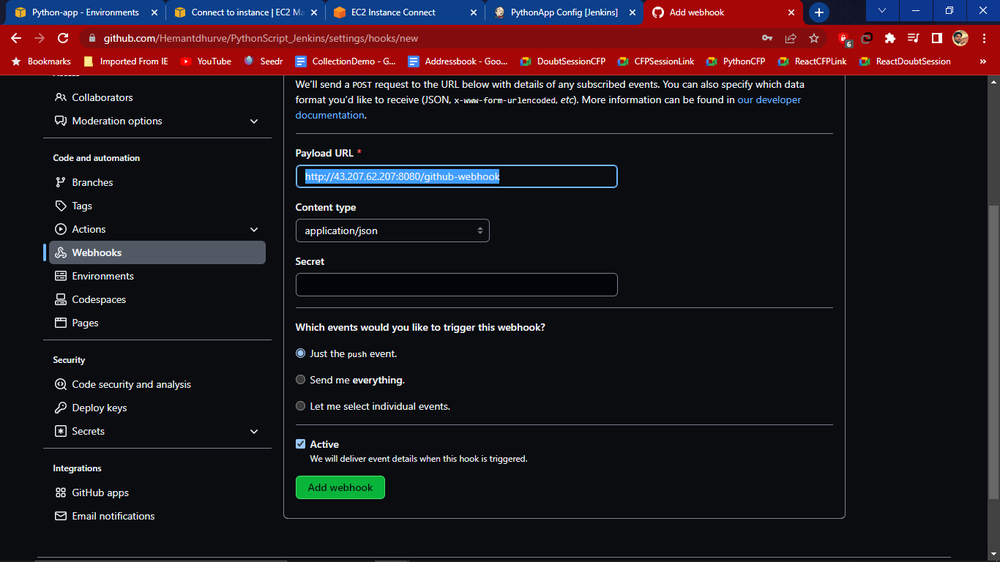 Python-app - Environments
Connect to instance | EC2 Ma
EC2 Instance Connect
PythonApp Config [Jenkins]
Add webhook
github.com/Hemantdhurve/PythonScript_Jenkins/settings/hooks/new
6
Bookmarks
Imported From IE
YouTube
Seedr
CollectionDemo - G...
Addressbook - Goo...
DoubtSessionCFP
CFPSessionLink
PythonCFP
ReactCFPLink
ReactDoubtSession
»
Collaborators
Moderation options
Code and automation
Branches
Tags
Actions
Webhooks
Environments
Codespaces
Pages
Security
Code security and analysis
Deploy keys
Secrets
Integrations
GitHub apps
Email notifications
We'll send a POST request to the URL below with details of any subscribed events. You can also specify which data
format you'd like to receive (JSON, x-www-form-urlencoded, etc). More information can be found in our developer
documentation.
Payload URL *
http://43.207.62.207:8080/github-webhook
Content type
application/json
Secret
Which events would you like to trigger this webhook?
Just the push event.
Send me everything.
Let me select individual events.
Active
We will deliver event details when this hook is triggered.
Add webhook